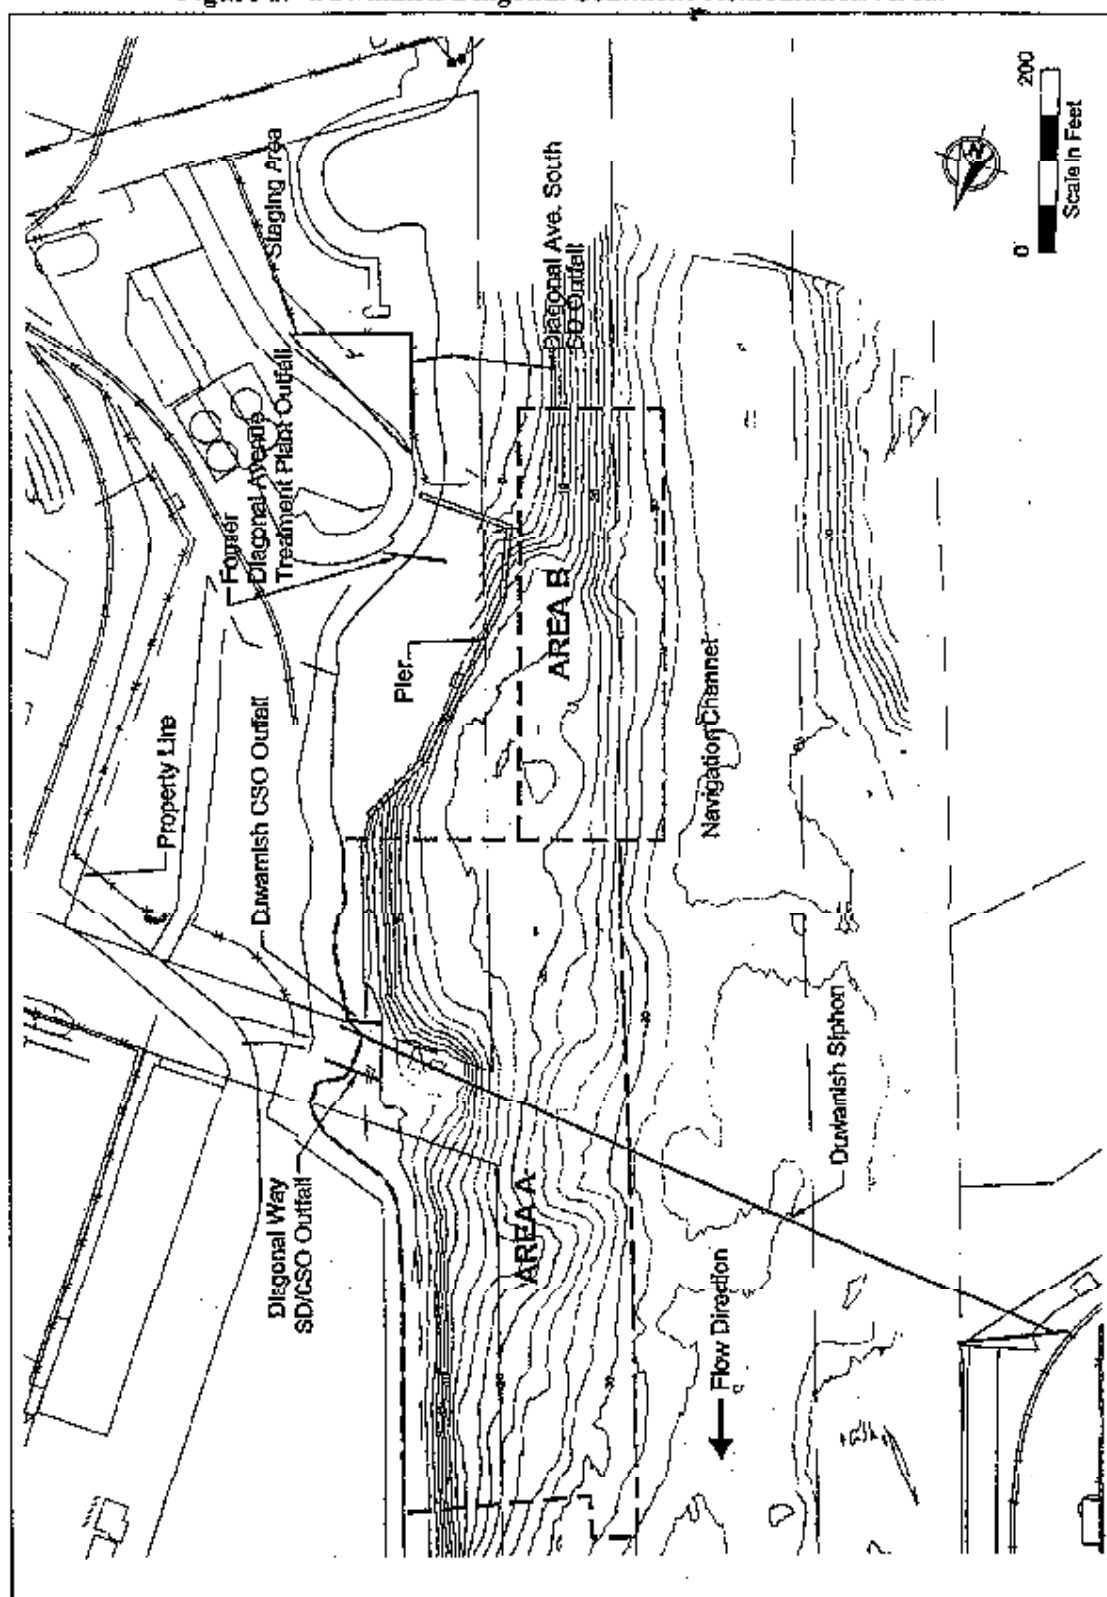 200
0
Scale in Feet
Staging Area
Diagonal Ave. South
SD Outfall
Former
Diagonal Avenue
Treatment Plant Outfall
Pier
AREA B
Property Line
Duwamish CSO Outfall
Navigation Channel
Duwamish Siphon
Diagonal Way
SD/CSO Outfall
AREA A
Flow Direction